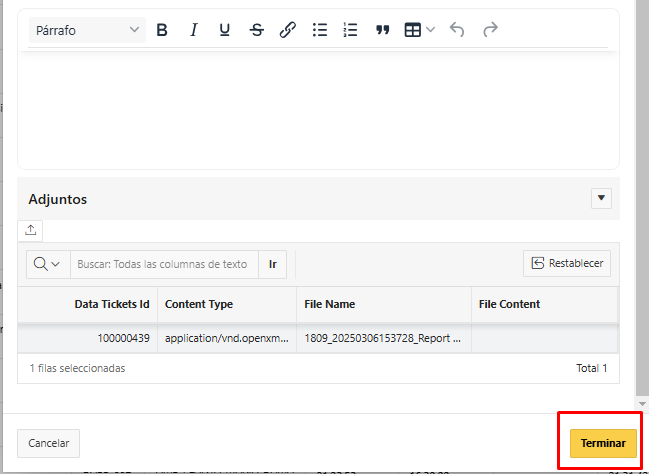 Párrafo
Adjuntos
Buscar: Todas las columnas de texto Ir Restablecer
Data Tickets Id Content Type File Name File Content
100000439 application/vnd.openxm... 1809_20250306153728_Report ...
1 filas seleccionadas Total 1
Cancelar Terminar